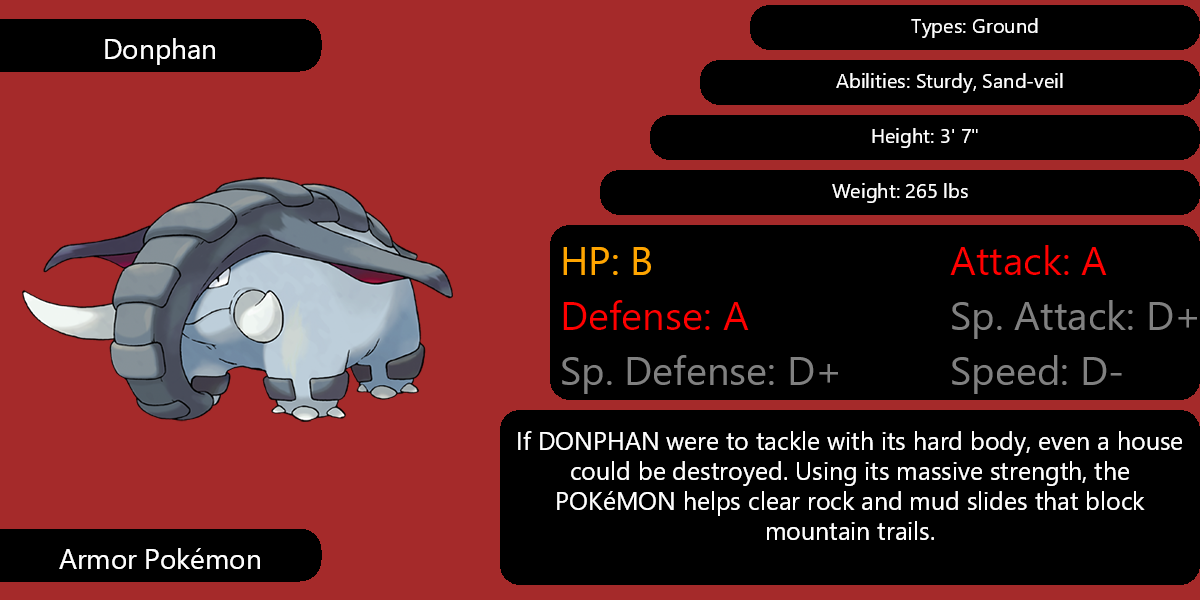 Donphan
Types: Ground
Abilities: Sturdy, Sand-veil
Height: 3' 7"
Weight: 265 lbs
HP: B
Attack: A
Defense: A
Sp. Attack: D+
Sp. Defense: D+
Speed: D-
If DONPHAN were to tackle with its hard body, even a house
could be destroyed. Using its massive strength, the
POKéMON helps clear rock and mud slides that block
mountain trails.
Armor Pokémon